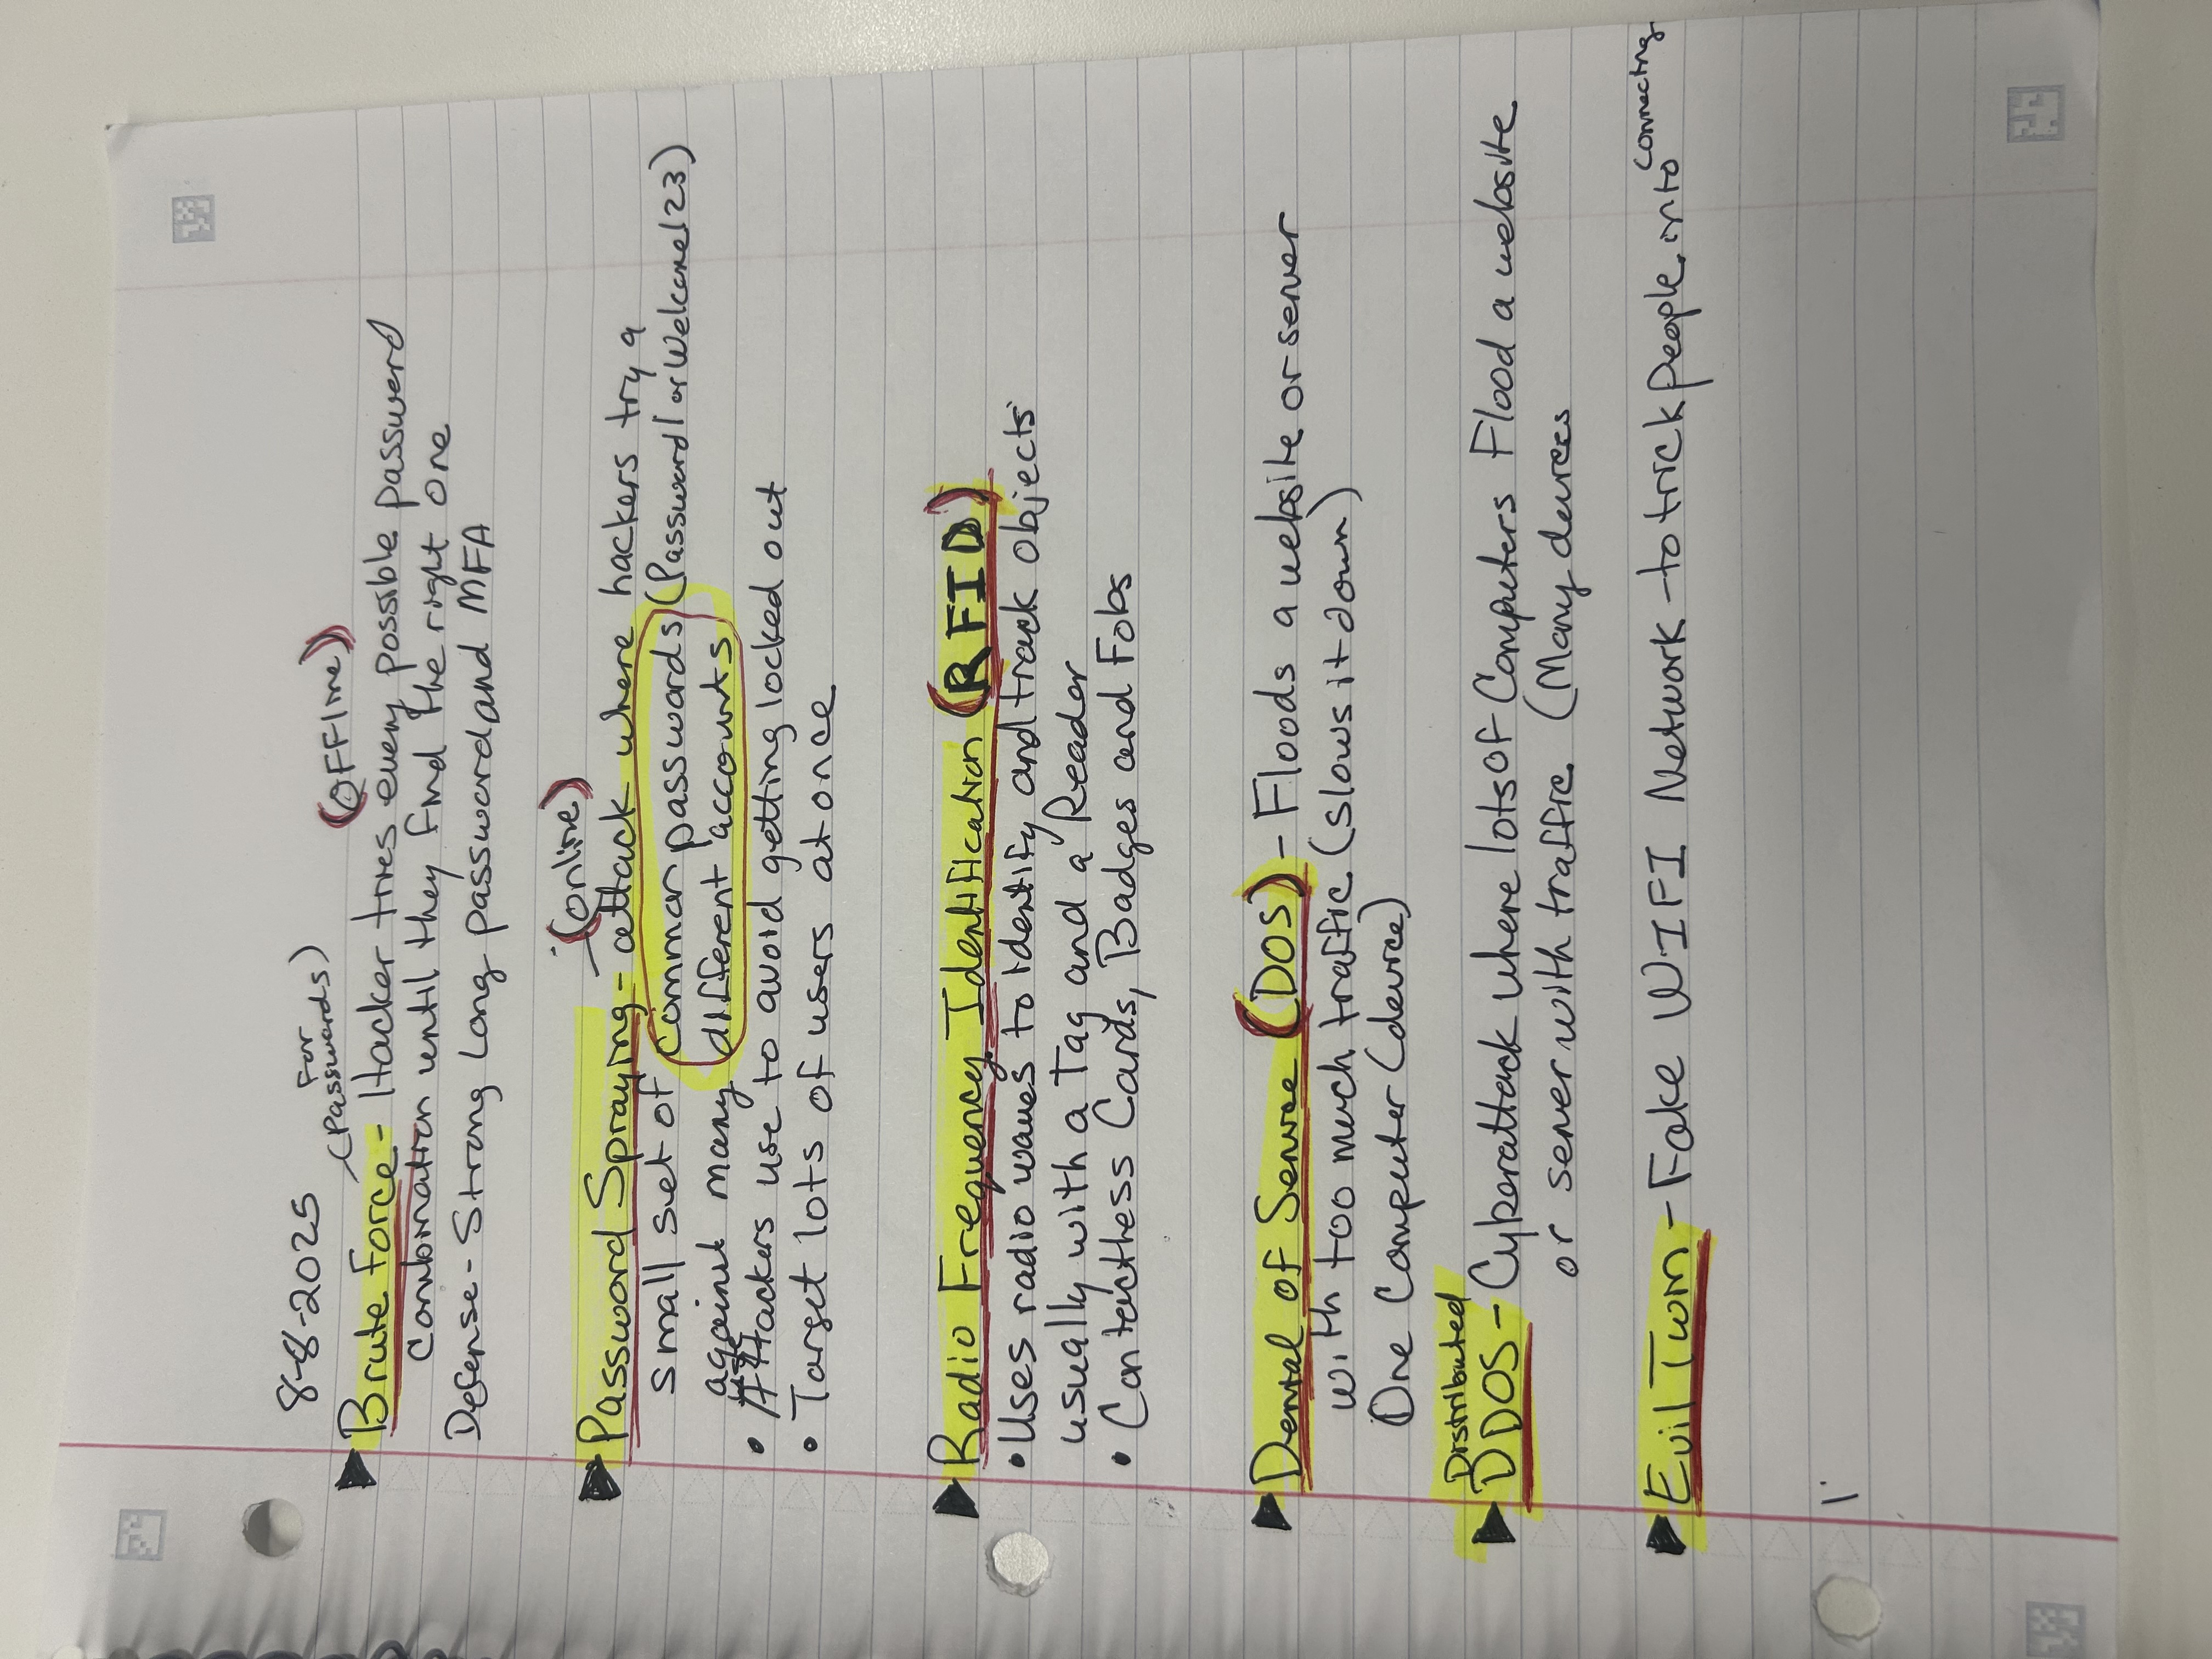 8-8-2025
(For Passwords)
(OFFline)
Brute Force - Hacker tries every possible password
combination until they find the right one
Defense - Strong Long password and MFA
(online)
Password Spraying - attack where hackers try a
small set of common passwords (Password1 or Welcome123)
against many different accounts
• Attackers use to avoid getting locked out
• Target lots of users at once
Radio Frequency Identification (RFID)
• Uses radio waves to identify and track objects
usually with a Tag and a Reader
• Contactless Cards, Badges and Fobs
Denial of Service (DOS) - Floods a website or server
with too much traffic (slows it down)
One Computer (device)
Distributed
DDOS - Cyberattack where lots of Computers Flood a website
or server with traffic (Many devices
Evil Twin - Fake WIFI Network - to trick people into connecting